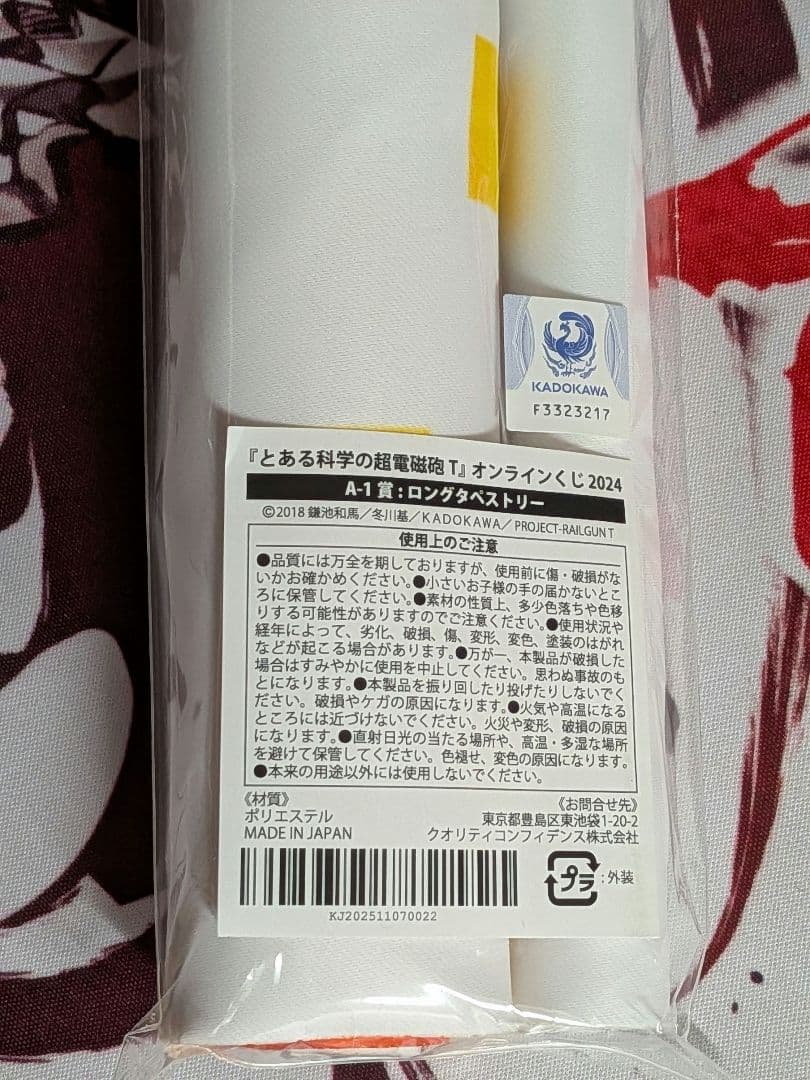 KADOKAWA
F3323217
『とある科学の超電磁砲T』オンラインくじ2024
A-1賞:ロングタペストリー
©2018 鎌池和馬/冬川基/KADOKAWA/PROJECT-RAILGUN T
使用上のご注意
●品質には万全を期しておりますが、使用前に傷・破損がな
いかお確かめください。●小さいお子様の手の届かないとこ
ろに保管してください。●素材の性質上、多少色落ちや色移
りする可能性がありますのでご注意ください。●使用状況や
経年によって、劣化、破損、傷、変形、変色、塗装のはがれ
などが起こる場合があります。●万が一、本製品が破損した
場合はすみやかに使用を中止してください。思わぬ事故のも
とになります。●本製品を振り回したり投げたりしないでく
ださい。破損やケガの原因になります。●火気や高温になる
ところには近づけないでください。火災や変形、破損の原因
になります。●直射日光の当たる場所や、高温・多湿な場所
を避けて保管してください。色褪せ、変色の原因になります。
●本来の用途以外には使用しないでください。
《材質》
ポリエステル
MADE IN JAPAN
《お問合せ先》
東京都豊島区東池袋1-20-2
クオリティコンフィデンス株式会社
KJ202511070022
プラ:外装